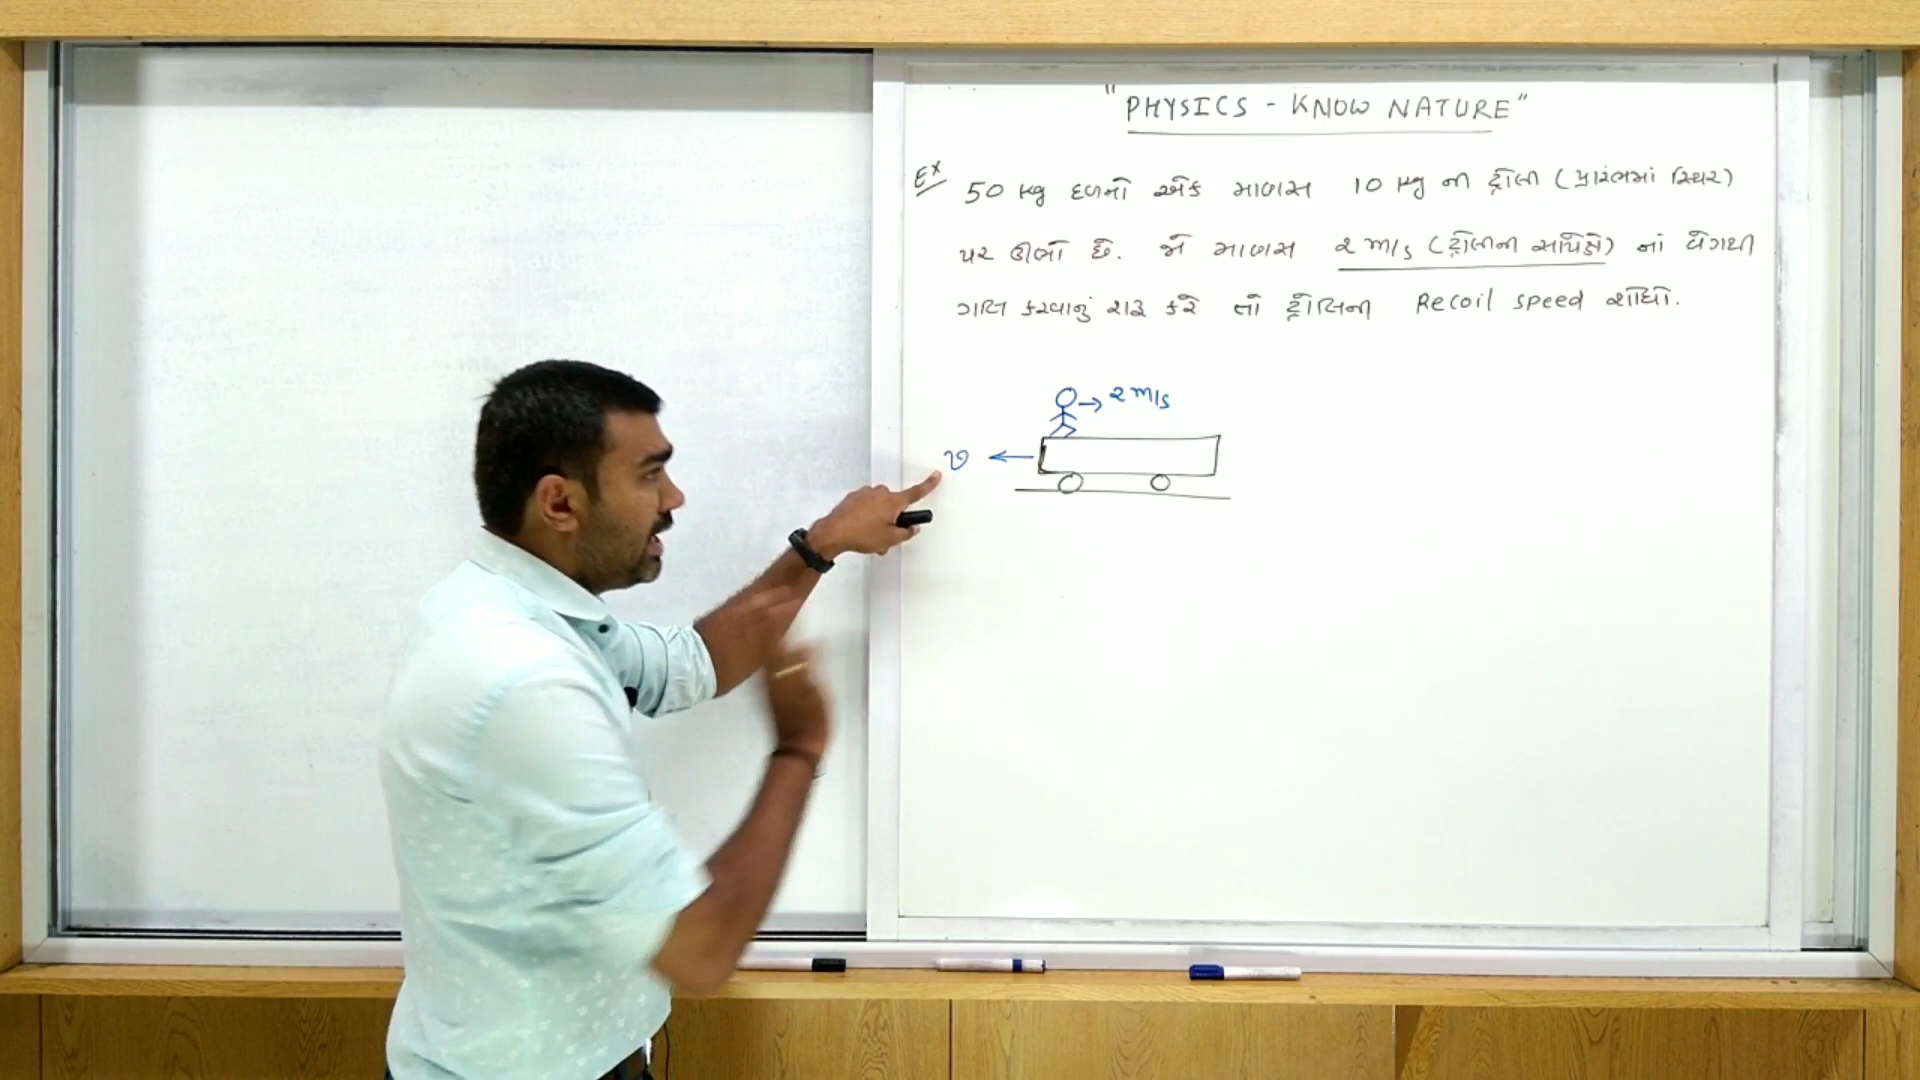 "PHYSICS - KNOW NATURE"
Ex 50 kg દળનો એક માણસ 10 kg ની ટ્રોલી (પ્રારંભમાં સ્થિર)
પર ઊભો છે. જો માણસ 2 m/s (ટ્રોલીની સાપેક્ષે) નાં વેગથી
ગતિ કરવાનું શરૂ કરે તો ટ્રોલિની Recoil speed શોધો.
→ 2 m/s
v ←